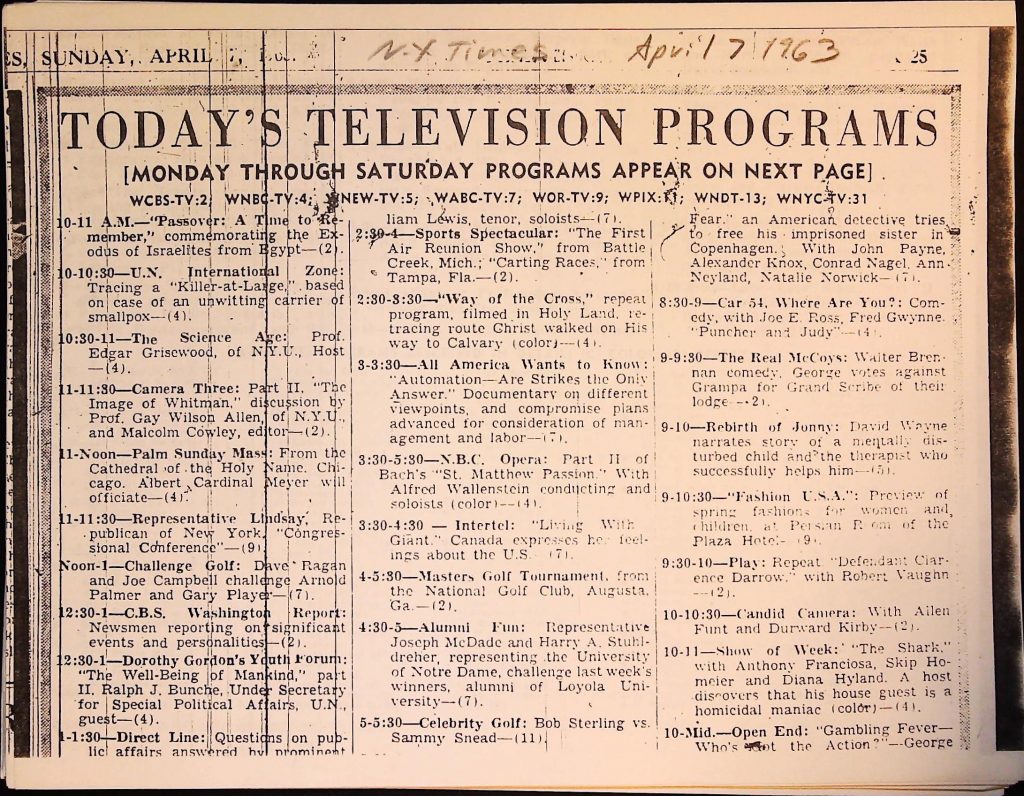 ES, SUNDAY, APRIL 7,
N.Y Times April 7 1963
25
TODAY'S TELEVISION PROGRAMS
[MONDAY THROUGH SATURDAY PROGRAMS APPEAR ON NEXT PAGE]
WCBS-TV:2; WNBC-TV:4; WNEW-TV:5; WABC-TV:7; WOR-TV:9; WPIX:11; WNDT-13; WNYC-TV:31
10-11 A.M.—"Passover: A Time to Re-
member," commemorating the Ex-
odus of Israelites from Egypt—(2).
10-10:30—U.N. International Zone:
Tracing a "Killer-at-Large," based
on case of an unwitting carrier of
smallpox—(4).
10:30-11—The Science Age: Prof.
Edgar Grisewood, of N.Y.U., Host
—(4).
11-11:30—Camera Three: Part II, "The
Image of Whitman," discussion by
Prof. Gay Wilson Allen, of N.Y.U.,
and Malcolm Cowley, editor—(2).
11-Noon—Palm Sunday Mass: From the
Cathedral of the Holy Name, Chi-
cago. Albert Cardinal Meyer will
officiate—(4).
11-11:30—Representative Lindsay, Re-
publican of New York, "Congres-
sional Conference"—(9).
Noon-1—Challenge Golf: Dave Ragan
and Joe Campbell challenge Arnold
Palmer and Gary Player—(7).
12:30-1—C.B.S. Washington Report:
Newsmen reporting on significant
events and personalities—(2).
12:30-1—Dorothy Gordon's Youth Forum:
"The Well-Being of Mankind," part
II. Ralph J. Bunche, Under Secretary
for Special Political Affairs, U.N.,
guest—(4).
1-1:30—Direct Line: Questions on pub-
lic affairs answered by prominent
liam Lewis, tenor, soloists—(7).
2:30-4—Sports Spectacular: "The First
Air Reunion Show," from Battle
Creek, Mich.; "Carting Races," from
Tampa, Fla.—(2).
2:30-3:30—"Way of the Cross," repeat
program, filmed in Holy Land, re-
tracing route Christ walked on His
way to Calvary (color)—(4).
3-3:30—All America Wants to Know:
"Automation—Are Strikes the Only
Answer." Documentary on different
viewpoints, and compromise plans
advanced for consideration of man-
agement and labor—(7).
3:30-5:30—N.B.C. Opera: Part II of
Bach's "St. Matthew Passion." With
Alfred Wallenstein conducting and
soloists (color)—(4).
3:30-4:30 — Intertel: "Living With
Giant." Canada expresses her feel-
ings about the U.S. (7).
4-5:30—Masters Golf Tournament, from
the National Golf Club, Augusta,
Ga.—(2).
4:30-5—Alumni Fun: Representative
Joseph McDade and Harry A. Stuhl-
dreher, representing the University
of Notre Dame, challenge last week's
winners, alumni of Loyola Uni-
versity—(7).
5-5:30—Celebrity Golf: Bob Sterling vs.
Sammy Snead—(11).
Fear," an American detective tries
to free his imprisoned sister in
Copenhagen. With John Payne,
Alexander Knox, Conrad Nagel, Ann
Neyland, Natalie Norwick—(7).
8:30-9—Car 54, Where Are You?: Com-
edy, with Joe E. Ross, Fred Gwynne.
"Puncher and Judy"—(4).
9-9:30—The Real McCoys: Walter Bren-
nan comedy. George votes against
Grampa for Grand Scribe of their
lodge—(2).
9-10—Rebirth of Jonny: David Wayne
narrates story of a mentally dis-
turbed child and the therapist who
successfully helps him—(5).
9-10:30—"Fashion U.S.A.": Preview of
spring fashions for women and
children, at Persian Room of the
Plaza Hotel—(9).
9:30-10—Play: Repeat "Defendant Clar-
ence Darrow," with Robert Vaughn
—(2).
10-10:30—Candid Camera: With Allen
Funt and Durward Kirby—(2).
10-11—Show of Week: "The Shark,"
with Anthony Franciosa, Skip Ho-
meier and Diana Hyland. A host
discovers that his house guest is a
homicidal maniac (color)—(4).
10-Mid.—Open End: "Gambling Fever—
Who's Got the Action?"—George